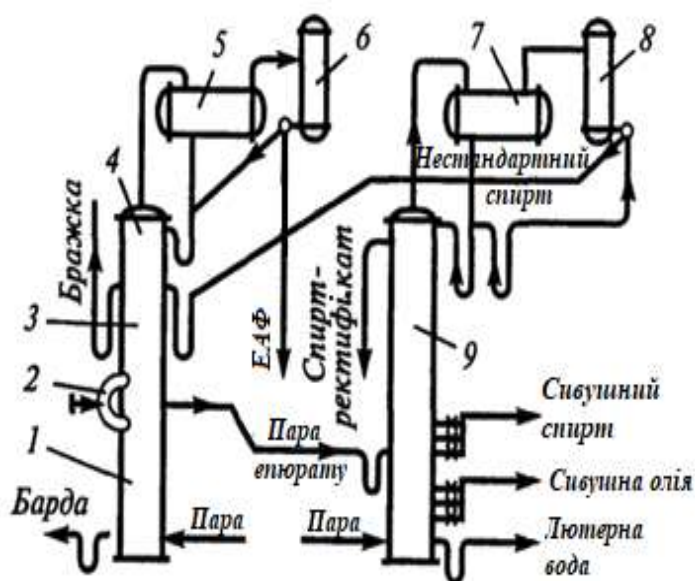 5
6
7
8
4
Нестандартний
спирт
Бражка
3
ЕАФ
Спирт-
ректифікат
9
2
Сивушний
спирт
1
Пара
епюрату
Сивушна олія
Барда
Пара
Пара
Лютерна
вода